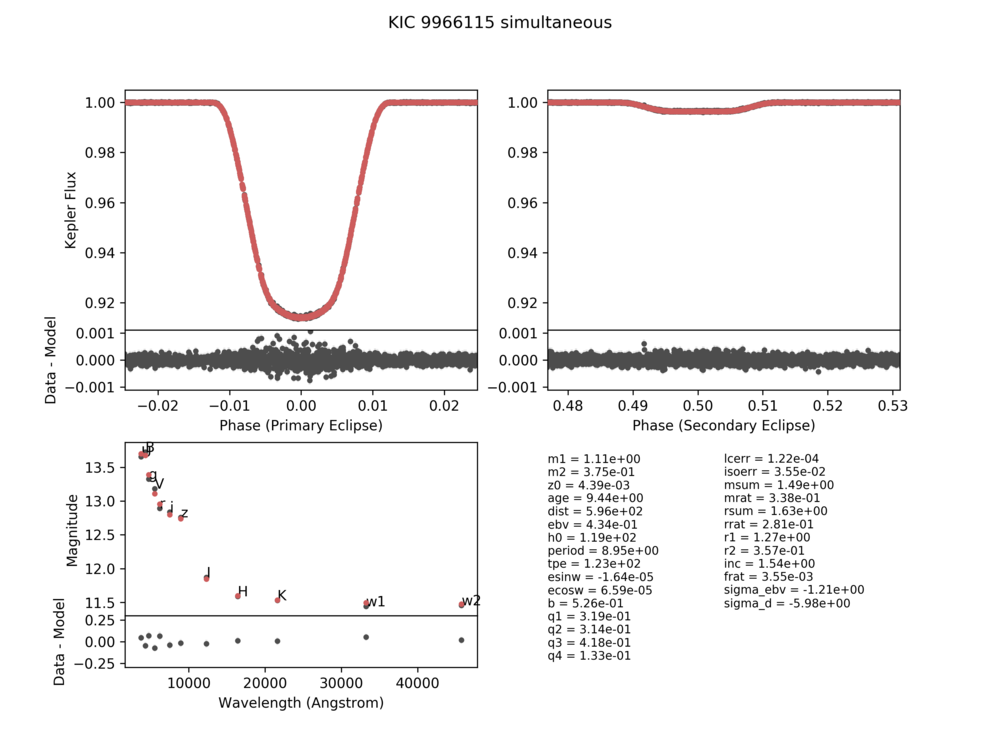 KIC 9966115 simultaneous
1.00
0.98
0.96
0.94
0.92
Kepler Flux
0.001
0.000
−0.001
Data - Model
−0.02
−0.01
0.00
0.01
0.02
Phase (Primary Eclipse)
1.00
0.98
0.96
0.94
0.92
0.001
0.000
−0.001
0.48
0.49
0.50
0.51
0.52
0.53
Phase (Secondary Eclipse)
13.5
13.0
12.5
12.0
11.5
Magnitude
B
g
V
r
i
z
J
H
K
w1
w2
0.25
0.00
−0.25
Data - Model
10000
20000
30000
40000
Wavelength (Angstrom)
m1 = 1.11e+00
m2 = 3.75e-01
z0 = 4.39e-03
age = 9.44e+00
dist = 5.96e+02
ebv = 4.34e-01
h0 = 1.19e+02
period = 8.95e+00
tpe = 1.23e+02
esinw = -1.64e-05
ecosw = 6.59e-05
b = 5.26e-01
q1 = 3.19e-01
q2 = 3.14e-01
q3 = 4.18e-01
q4 = 1.33e-01
lcerr = 1.22e-04
isoerr = 3.55e-02
msum = 1.49e+00
mrat = 3.38e-01
rsum = 1.63e+00
rrat = 2.81e-01
r1 = 1.27e+00
r2 = 3.57e-01
inc = 1.54e+00
frat = 3.55e-03
sigma_ebv = -1.21e+00
sigma_d = -5.98e+00